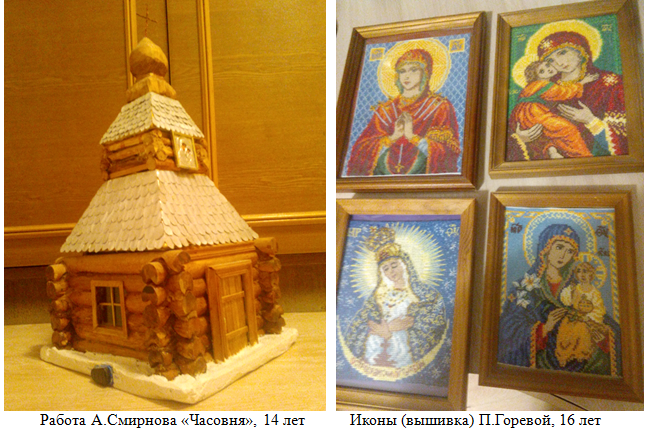 Работа А.Смирнова «Часовня», 14 лет
Иконы (вышивка) П.Горевой, 16 лет